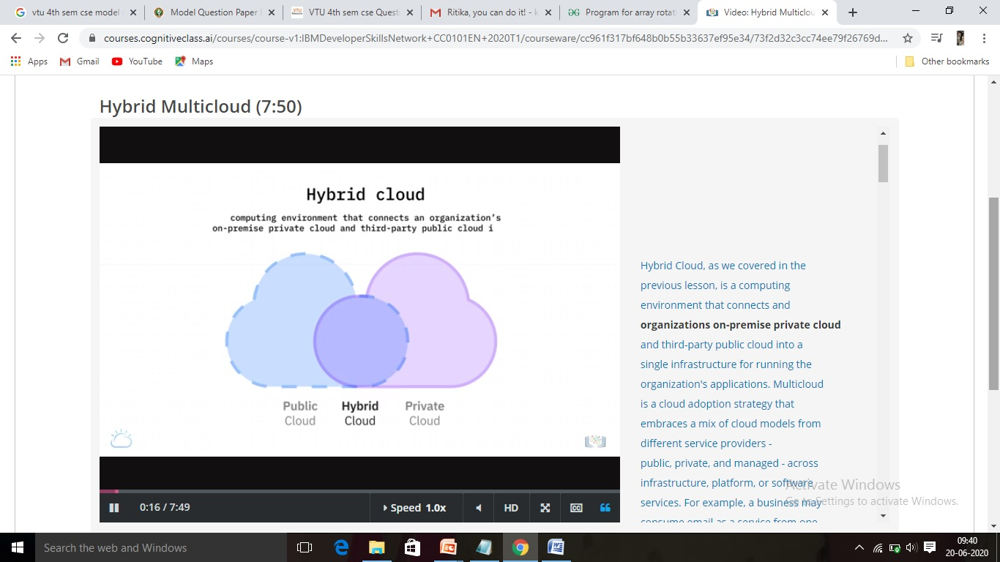 vtu 4th sem cse model
Model Question Paper
VTU 4th sem cse Quest
Ritika, you can do it! - k
Program for array rotat
Video: Hybrid Multiclou
courses.cognitiveclass.ai/courses/course-v1:IBMDeveloperSkillsNetwork+CC0101EN+2020T1/courseware/cc961f317bf648b0b55b33637ef95e34/73f2d32c3cc74ee79f26769d...
Apps
Gmail
YouTube
Maps
Other bookmarks
Hybrid Multicloud (7:50)
Hybrid cloud
computing environment that connects an organization's
on-premise private cloud and third-party public cloud i
Public
Cloud
Hybrid
Cloud
Private
Cloud
0:16 / 7:49
Speed 1.0x
HD
CC
Hybrid Cloud, as we covered in the
previous lesson, is a computing
environment that connects and
organizations on-premise private cloud
and third-party public cloud into a
single infrastructure for running the
organization's applications. Multicloud
is a cloud adoption strategy that
embraces a mix of cloud models from
different service providers -
public, private, and managed - across
infrastructure, platform, or software
services. For example, a business may
consume email as a service from one
Activate Windows
Go to Settings to activate Windows.
Search the web and Windows
09:40
20-06-2020